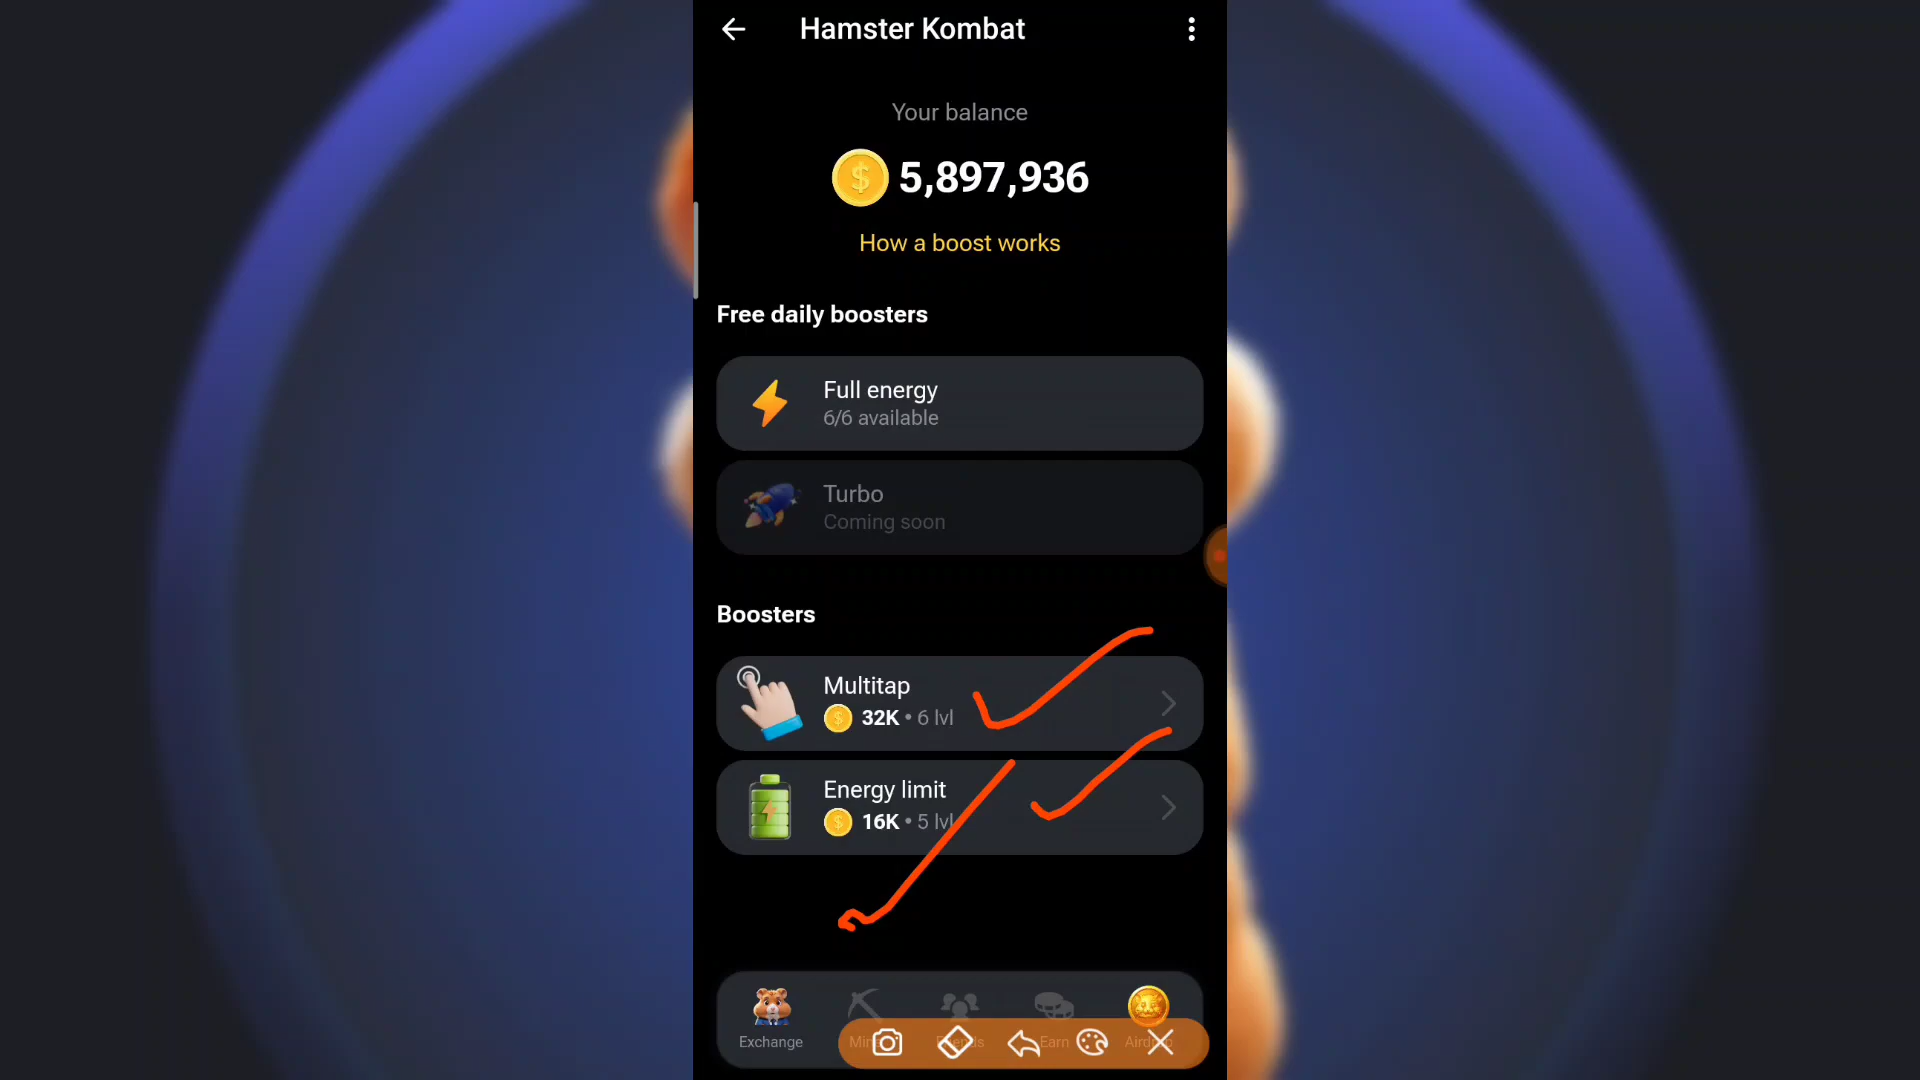 Hamster Kombat
Your balance
5,897,936
How a boost works
Free daily boosters
Full energy
6/6 available
Turbo
Coming soon
Boosters
Multitap
32K • 6 lvl
Energy limit
16K • 5 lvl
Exchange
Earn